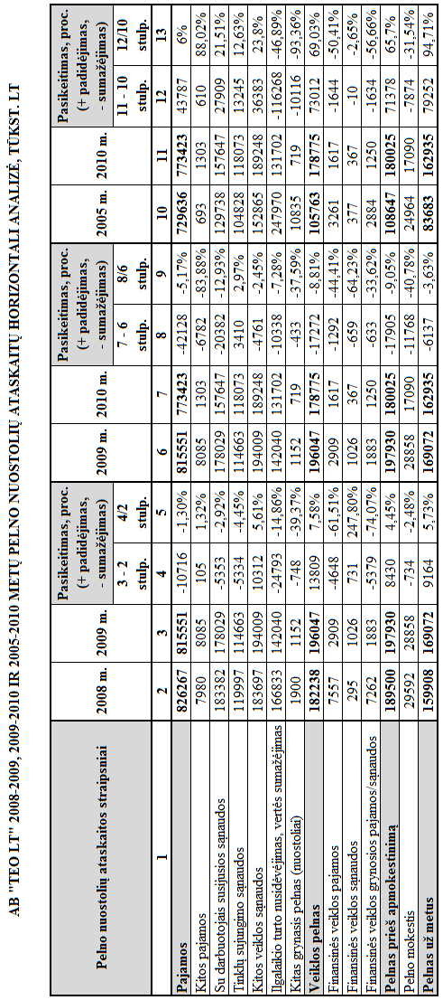 AB "TEO LT" 2008-2009, 2009-2010 IR 2005-2010 METŲ PELNO NUOSTOLIŲ ATASKAITŲ HORIZONTALI ANALIZĖ, TŪKST. LT
Pelno nuostolių ataskaitos straipsniai 2008 m. 2009 m. Pasikeitimas, proc. (+ padidėjimas, - sumažėjimas) 2009 m. 2010 m. Pasikeitimas, proc. (+ padidėjimas, - sumažėjimas) 2005 m. 2010 m. Pasikeitimas, proc. (+ padidėjimas, - sumažėjimas)
3 - 2 stulp. 4/2 stulp. 7 - 6 stulp. 8/6 stulp. 11 - 10 stulp. 12/10 stulp.
1 2 3 4 5 6 7 8 9 10 11 12 13
Pajamos 826267 815551 -10716 -1,30% 815551 773423 -42128 -5,17% 729636 773423 43787 6%
Kitos pajamos 7980 8085 105 1,32% 8085 1303 -6782 -83,88% 693 1303 610 88,02%
Su darbuotojais susijusios sąnaudos 183382 178029 -5353 -2,92% 178029 157647 -20382 -12,93% 129738 157647 27909 21,51%
Tinklų sujungimo sąnaudos 119997 114663 -5334 -4,45% 114663 118073 3410 2,97% 104828 118073 13245 12,63%
Kitos veiklos sąnaudos 183697 194009 10312 5,61% 194009 189248 -4761 -2,45% 152865 189248 36383 23,8%
Ilgalaikio turto nusidėvėjimas, vertės sumažėjimas 166833 142040 -24793 -14,86% 142040 131702 -10338 -7,28% 247970 131702 -116268 -46,89%
Kitas grynasis pelnas (nuostoliai) 1900 1152 -748 -39,37% 1152 719 -433 -37,59% 10835 719 -10116 -93,36%
Veiklos pelnas 182238 196047 13809 7,58% 196047 178775 -17272 -8,81% 105763 178775 73012 69,03%
Finansinės veiklos pajamos 7557 2909 -4648 -61,51% 2909 1617 -1292 -44,41% 3261 1617 -1644 -50,41%
Finansinės veiklos sąnaudos 295 1026 731 247,80% 1026 367 -659 -64,23% 377 367 -10 -2,65%
Finansinės veiklos grynosios pajamos/sąnaudos 7262 1883 -5379 -74,07% 1883 1250 -633 -33,62% 2884 1250 -1634 -56,66%
Pelnas prieš apmokestinimą 189500 197930 8430 4,45% 197930 180025 -17905 -9,05% 108647 180025 71378 65,7%
Pelno mokestis 29592 28858 -734 -2,48% 28858 17090 -11768 -40,78% 24964 17090 -7874 -31,54%
Pelnas už metus 159908 169072 9164 5,73% 169072 162935 -6137 -3,63% 83683 162935 79252 94,71%